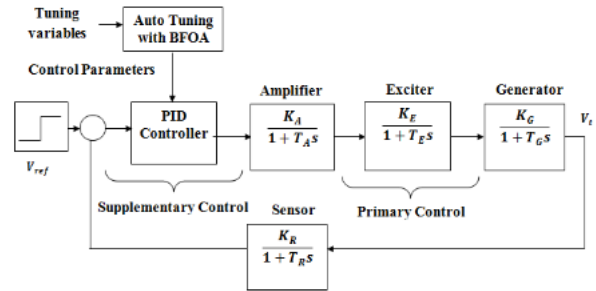 Tuning
variables
Auto Tuning
with BFOA
Control Parameters
Amplifier
Exciter
Generator
PID
Controller
K_A
1 + T_A s
K_E
1 + T_E s
K_G
1 + T_G s
V_t
V_ref
Supplementary Control
Primary Control
Sensor
K_R
1 + T_R s